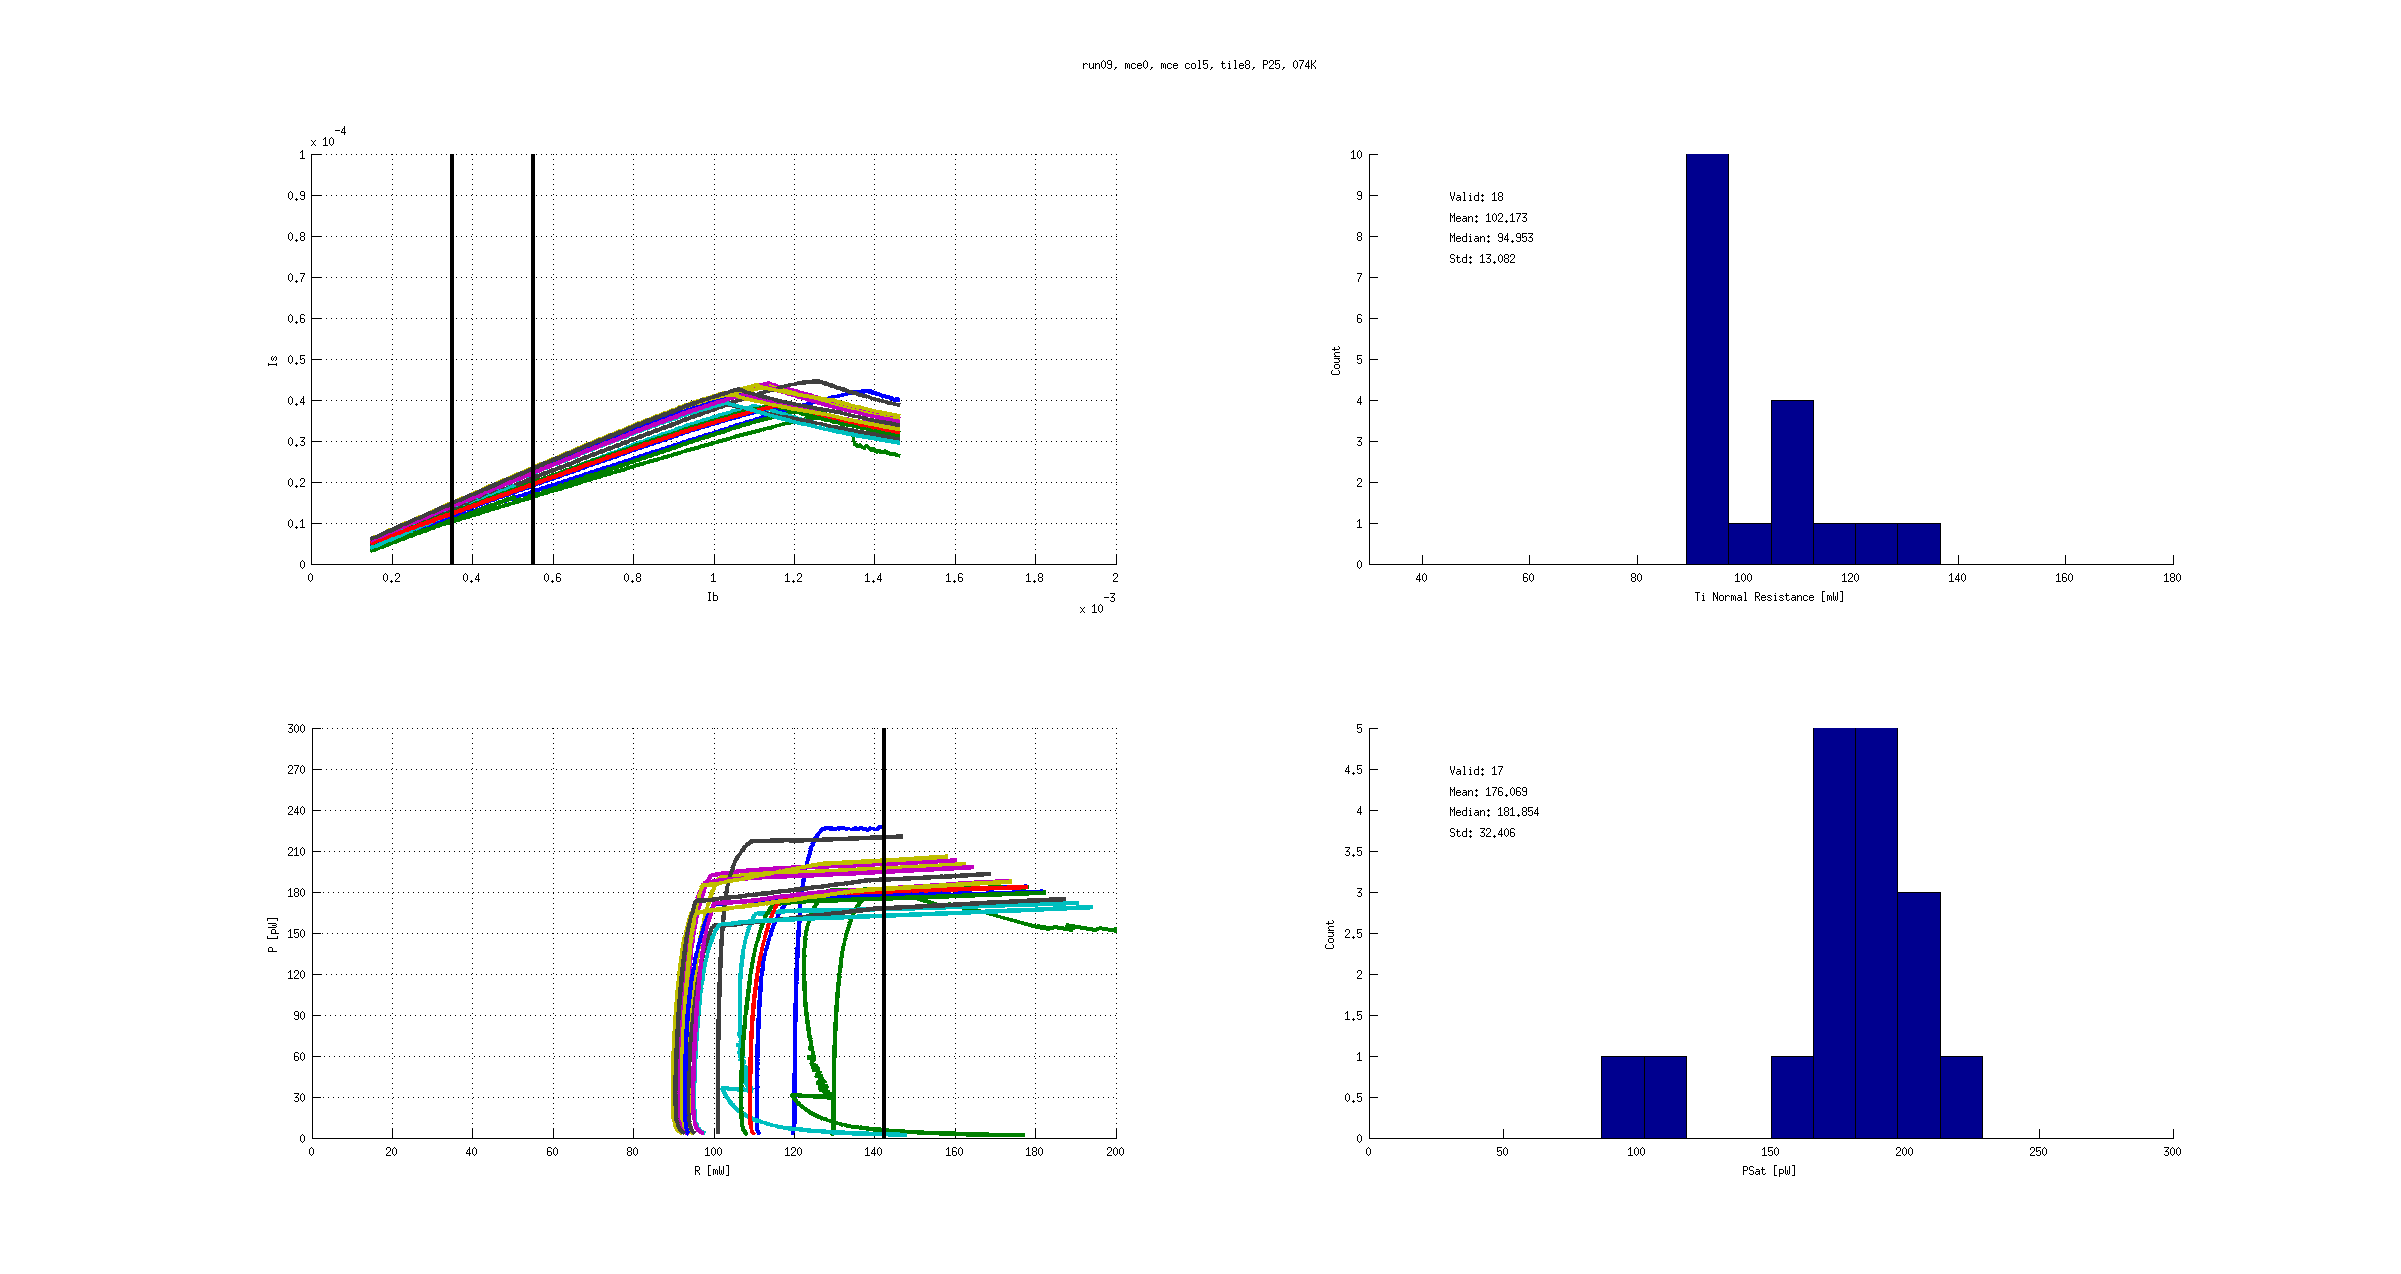 run09, mce0, mce col5, tile8, P25, 074K
x 10^-4
1
0.9
0.8
0.7
0.6
0.5
0.4
0.3
0.2
0.1
0
Is
0 0.2 0.4 0.6 0.8 1 1.2 1.4 1.6 1.8 2
Ib
x 10^-3
10
9
8
7
6
5
4
3
2
1
0
Count
Valid: 18
Mean: 102.173
Median: 94.953
Std: 13.082
40 60 80 100 120 140 160 180
Ti Normal Resistance [mW]
300
270
240
210
180
150
120
90
60
30
0
P [pW]
0 20 40 60 80 100 120 140 160 180 200
R [mW]
5
4.5
4
3.5
3
2.5
2
1.5
1
0.5
0
Count
Valid: 17
Mean: 176.069
Median: 181.854
Std: 32.406
0 50 100 150 200 250 300
PSat [pW]